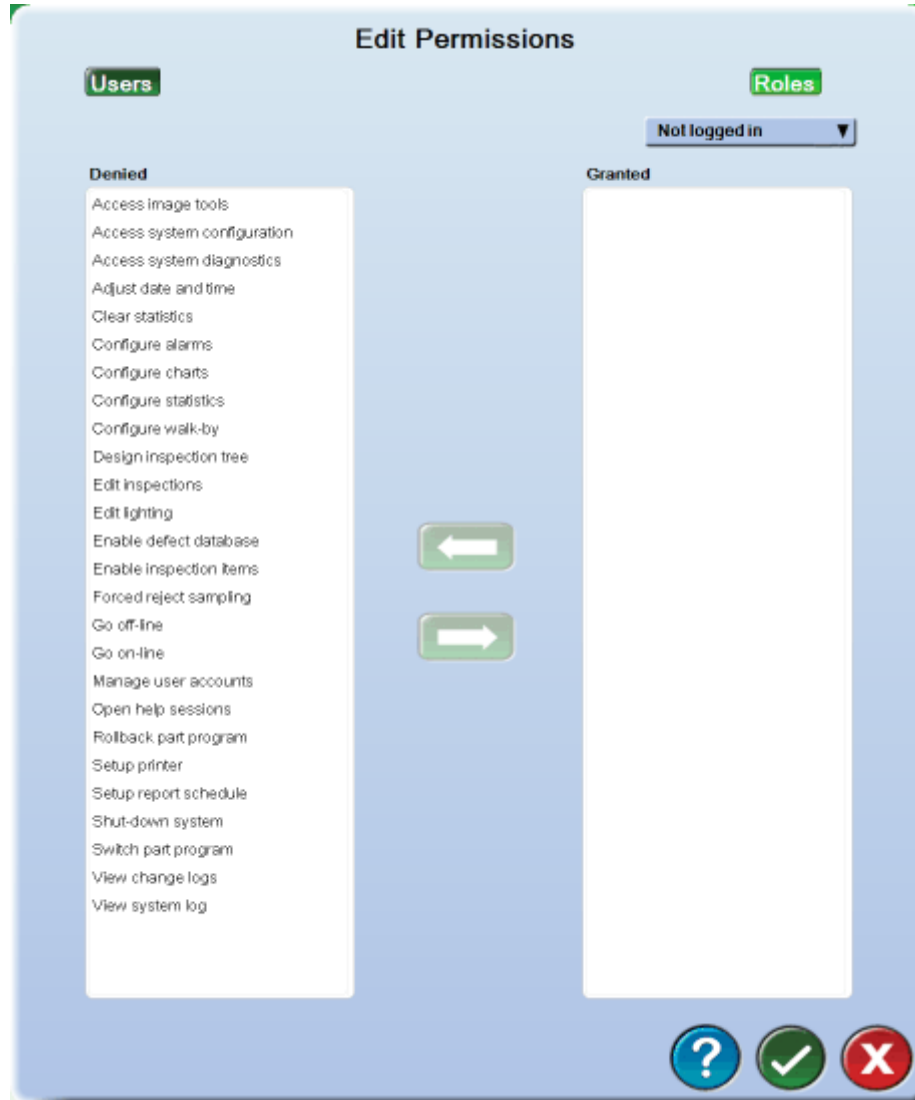 Edit Permissions
Users
Roles
Not logged in
Denied
Granted
Access image tools
Access system configuration
Access system diagnostics
Adjust date and time
Clear statistics
Configure alarms
Configure charts
Configure statistics
Configure walk-by
Design inspection tree
Edit inspections
Edit lighting
Enable defect database
Enable inspection items
Forced reject sampling
Go off-line
Go on-line
Manage user accounts
Open help sessions
Rollback part program
Setup printer
Setup report schedule
Shut-down system
Switch part program
View change logs
View system log